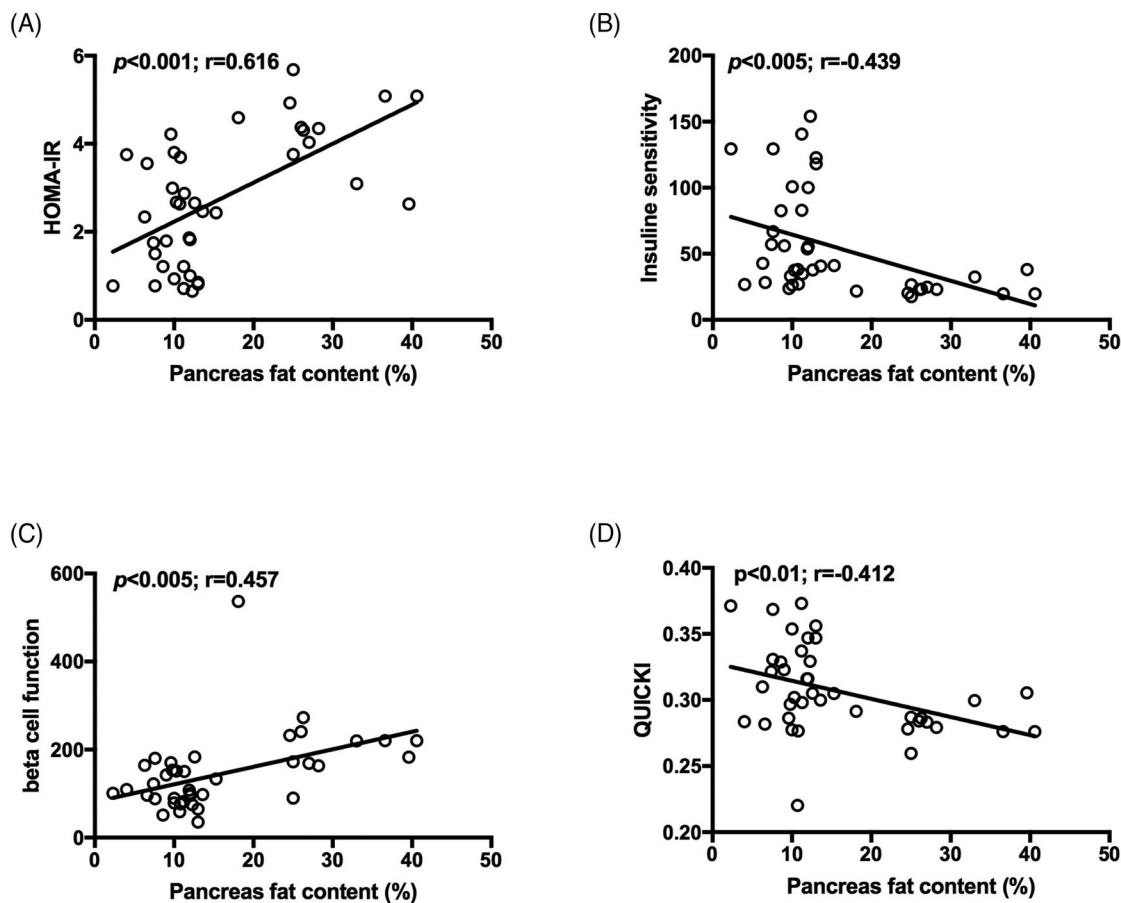 (A)
p<0.001; r=0.616
HOMA-IR
6
4
2
0
0 10 20 30 40 50
Pancreas fat content (%)
(B)
p<0.005; r=-0.439
Insuline sensitivity
200
150
100
50
0
0 10 20 30 40 50
Pancreas fat content (%)
(C)
p<0.005; r=0.457
beta cell function
600
400
200
0
0 10 20 30 40 50
Pancreas fat content (%)
(D)
p<0.01; r=-0.412
QUICKI
0.40
0.35
0.30
0.25
0.20
0 10 20 30 40 50
Pancreas fat content (%)